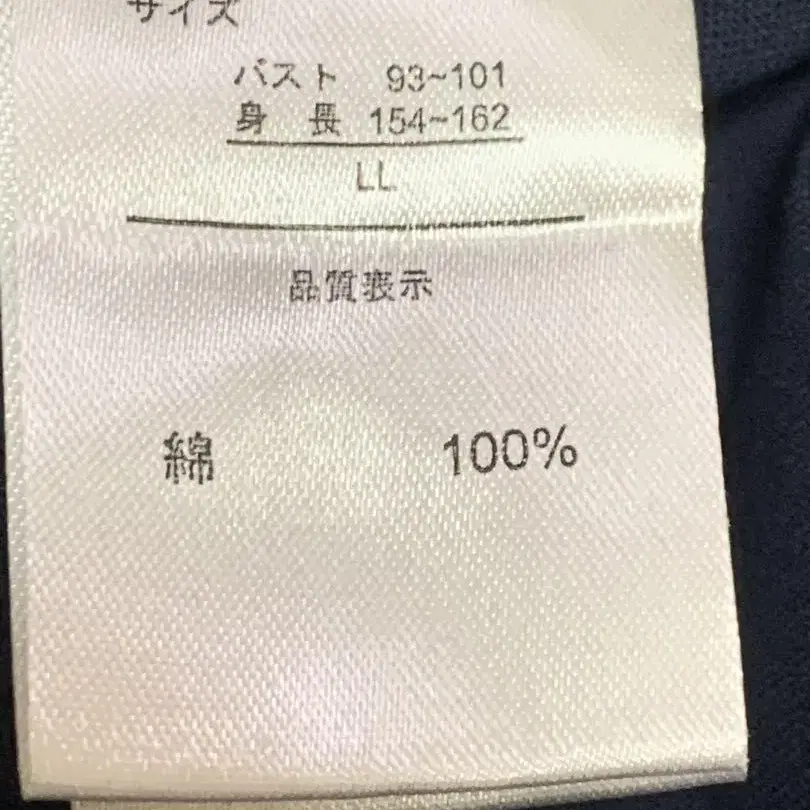 サイズ
バスト 93~101
身長 154~162
LL
品質表示
綿 100%